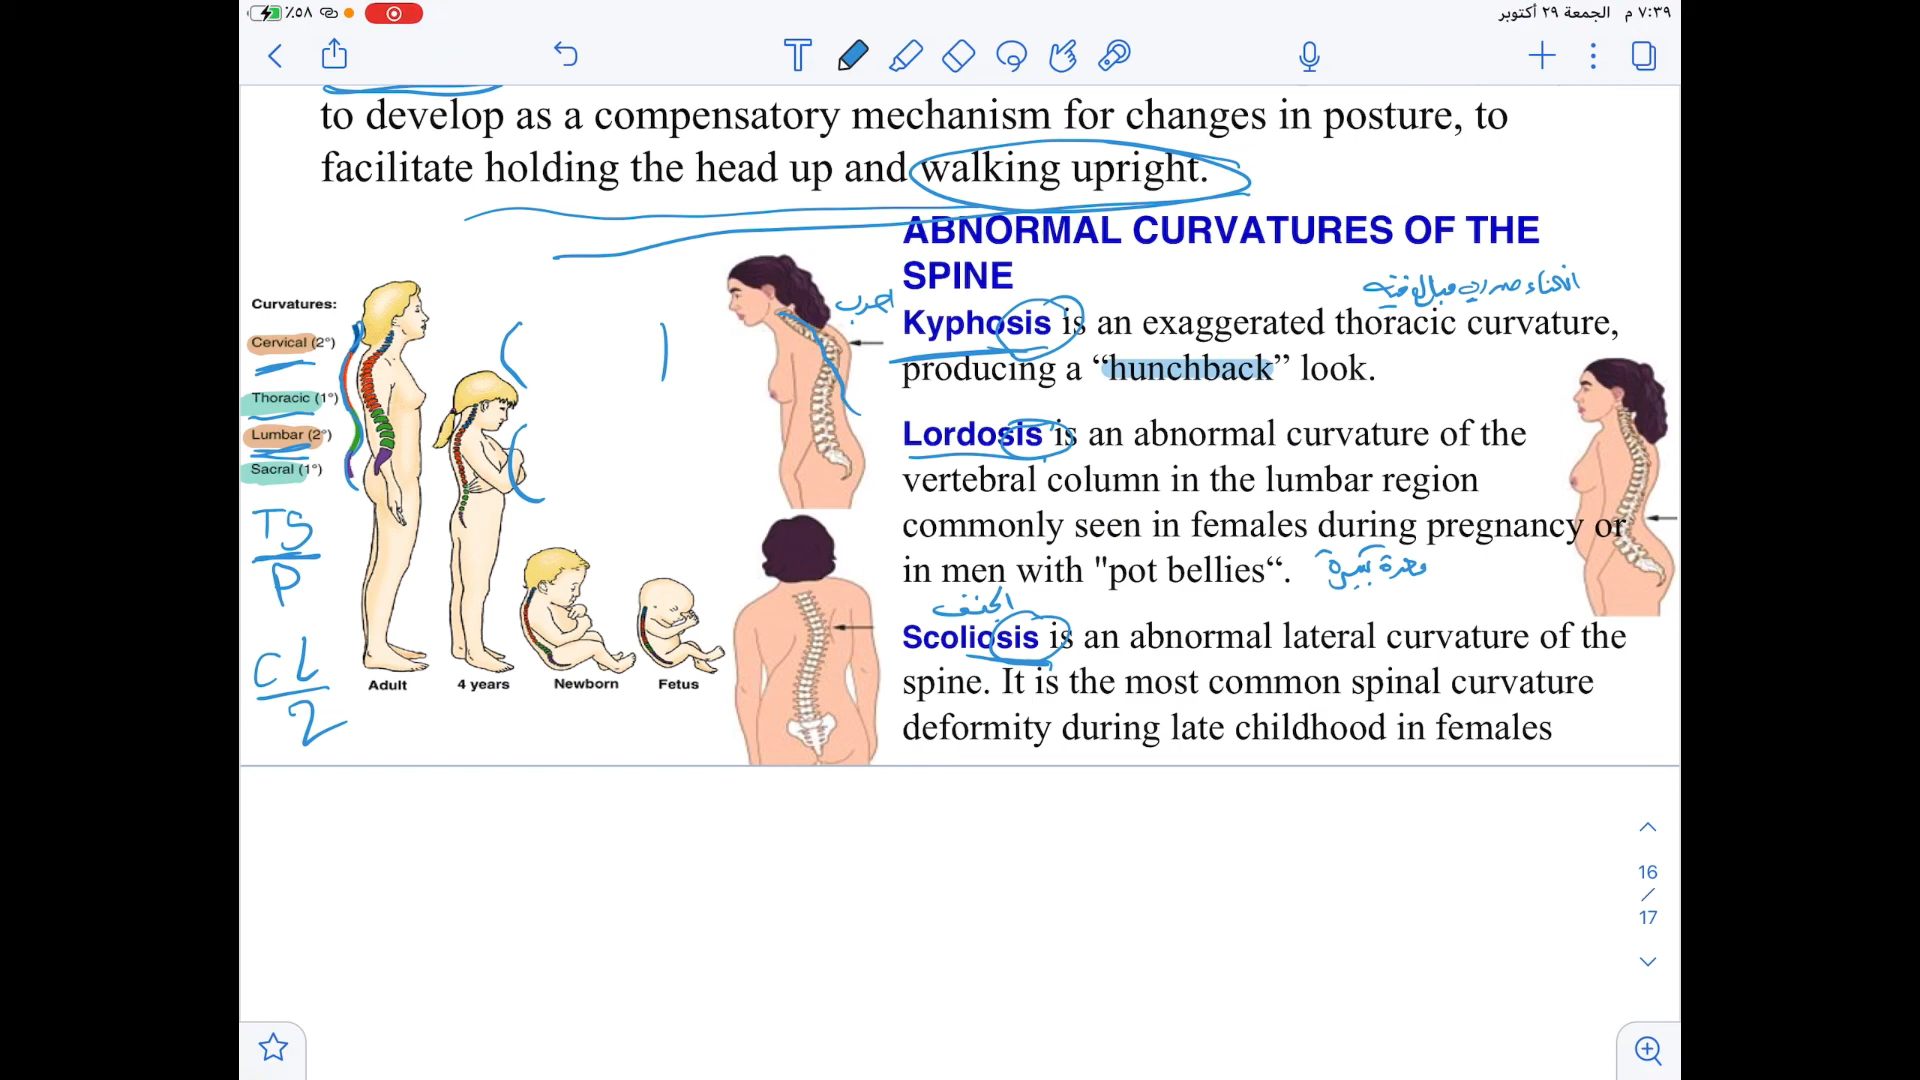 ٪٥٨
٧:٣٩ م الجمعة ٢٩ أكتوبر
to develop as a compensatory mechanism for changes in posture, to
facilitate holding the head up and walking upright.
ABNORMAL CURVATURES OF THE
SPINE
Kyphosis is an exaggerated thoracic curvature,
producing a “hunchback” look.
Lordosis is an abnormal curvature of the
vertebral column in the lumbar region
commonly seen in females during pregnancy or
in men with "pot bellies“.
Scoliosis is an abnormal lateral curvature of the
spine. It is the most common spinal curvature
deformity during late childhood in females
احدب
الجنف
Curvatures:
Cervical (2°)
Thoracic (1°)
Lumbar (2°)
Sacral (1°)
TS
P
CL
2
Adult
4 years
Newborn
Fetus
16
/
17